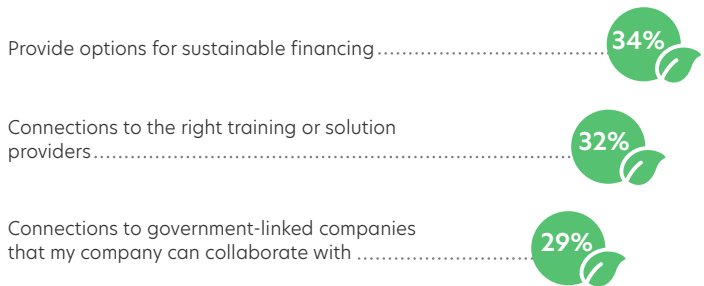 Provide options for sustainable financing 34%
Connections to the right training or solution
providers 32%
Connections to government-linked companies
that my company can collaborate with 29%